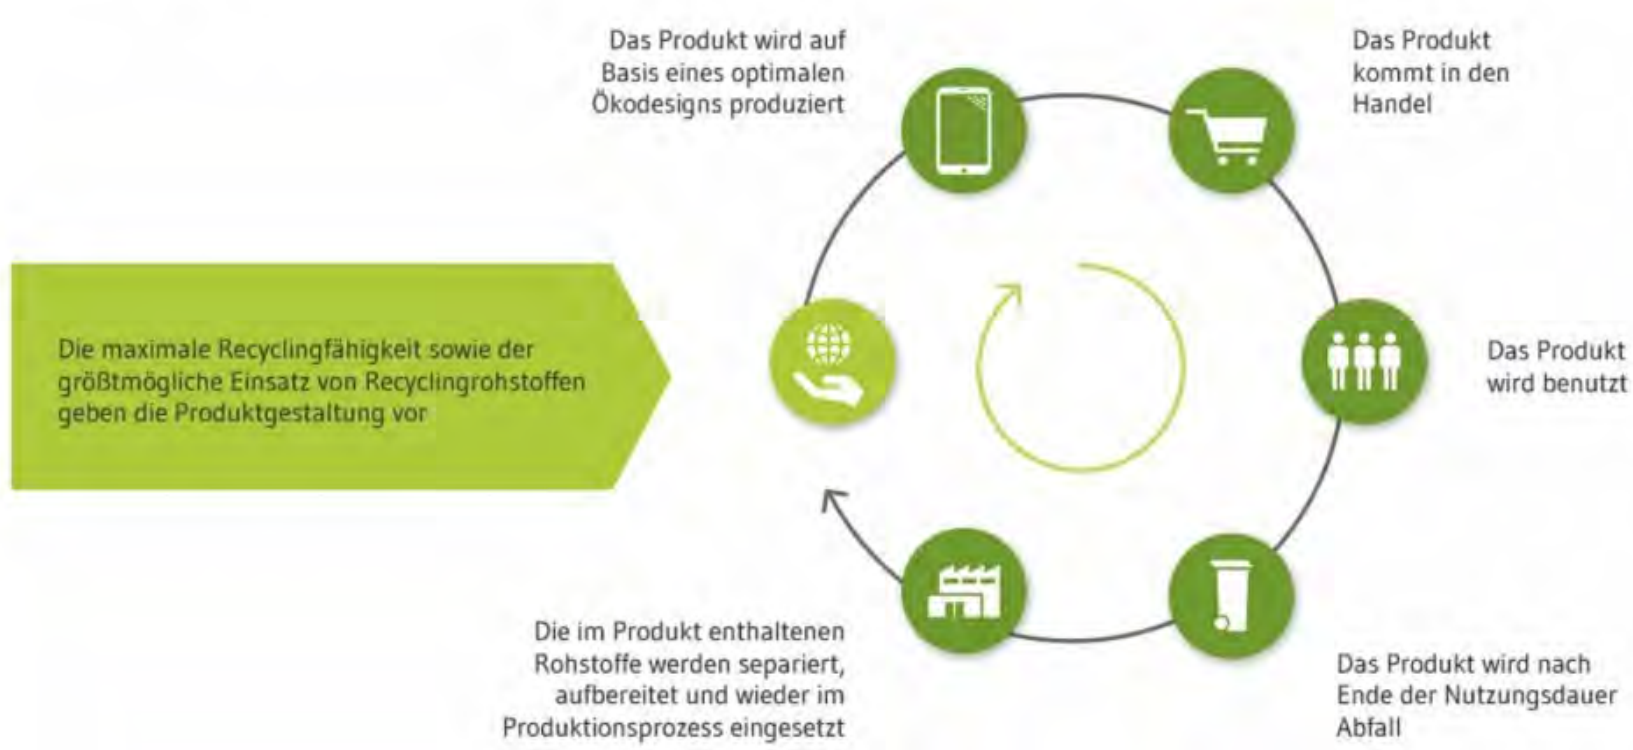 Das Produkt wird auf
Basis eines optimalen
Ökodesigns produziert
Das Produkt
kommt in den
Handel
Die maximale Recyclingfähigkeit sowie der
größtmögliche Einsatz von Recyclingrohstoffen
geben die Produktgestaltung vor
Das Produkt
wird benutzt
Die im Produkt enthaltenen
Rohstoffe werden separiert,
aufbereitet und wieder im
Produktionsprozess eingesetzt
Das Produkt wird nach
Ende der Nutzungsdauer
Abfall